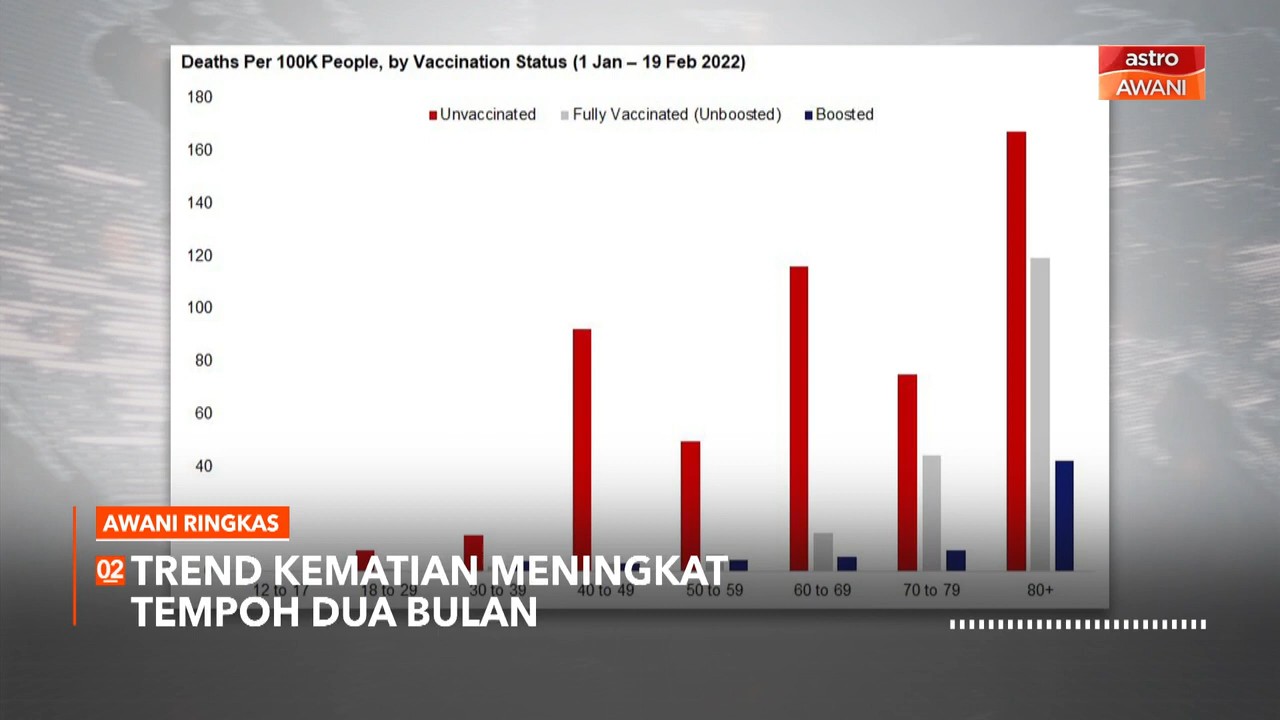 Deaths Per 100K People, by Vaccination Status (1 Jan – 19 Feb 2022)
astro
AWANI
180
Unvaccinated Fully Vaccinated (Unboosted) Boosted
160
140
120
100
80
60
40
12 to 17 18 to 29 30 to 39 40 to 49 50 to 59 60 to 69 70 to 79 80+
AWANI RINGKAS
02 TREND KEMATIAN MENINGKAT
TEMPOH DUA BULAN